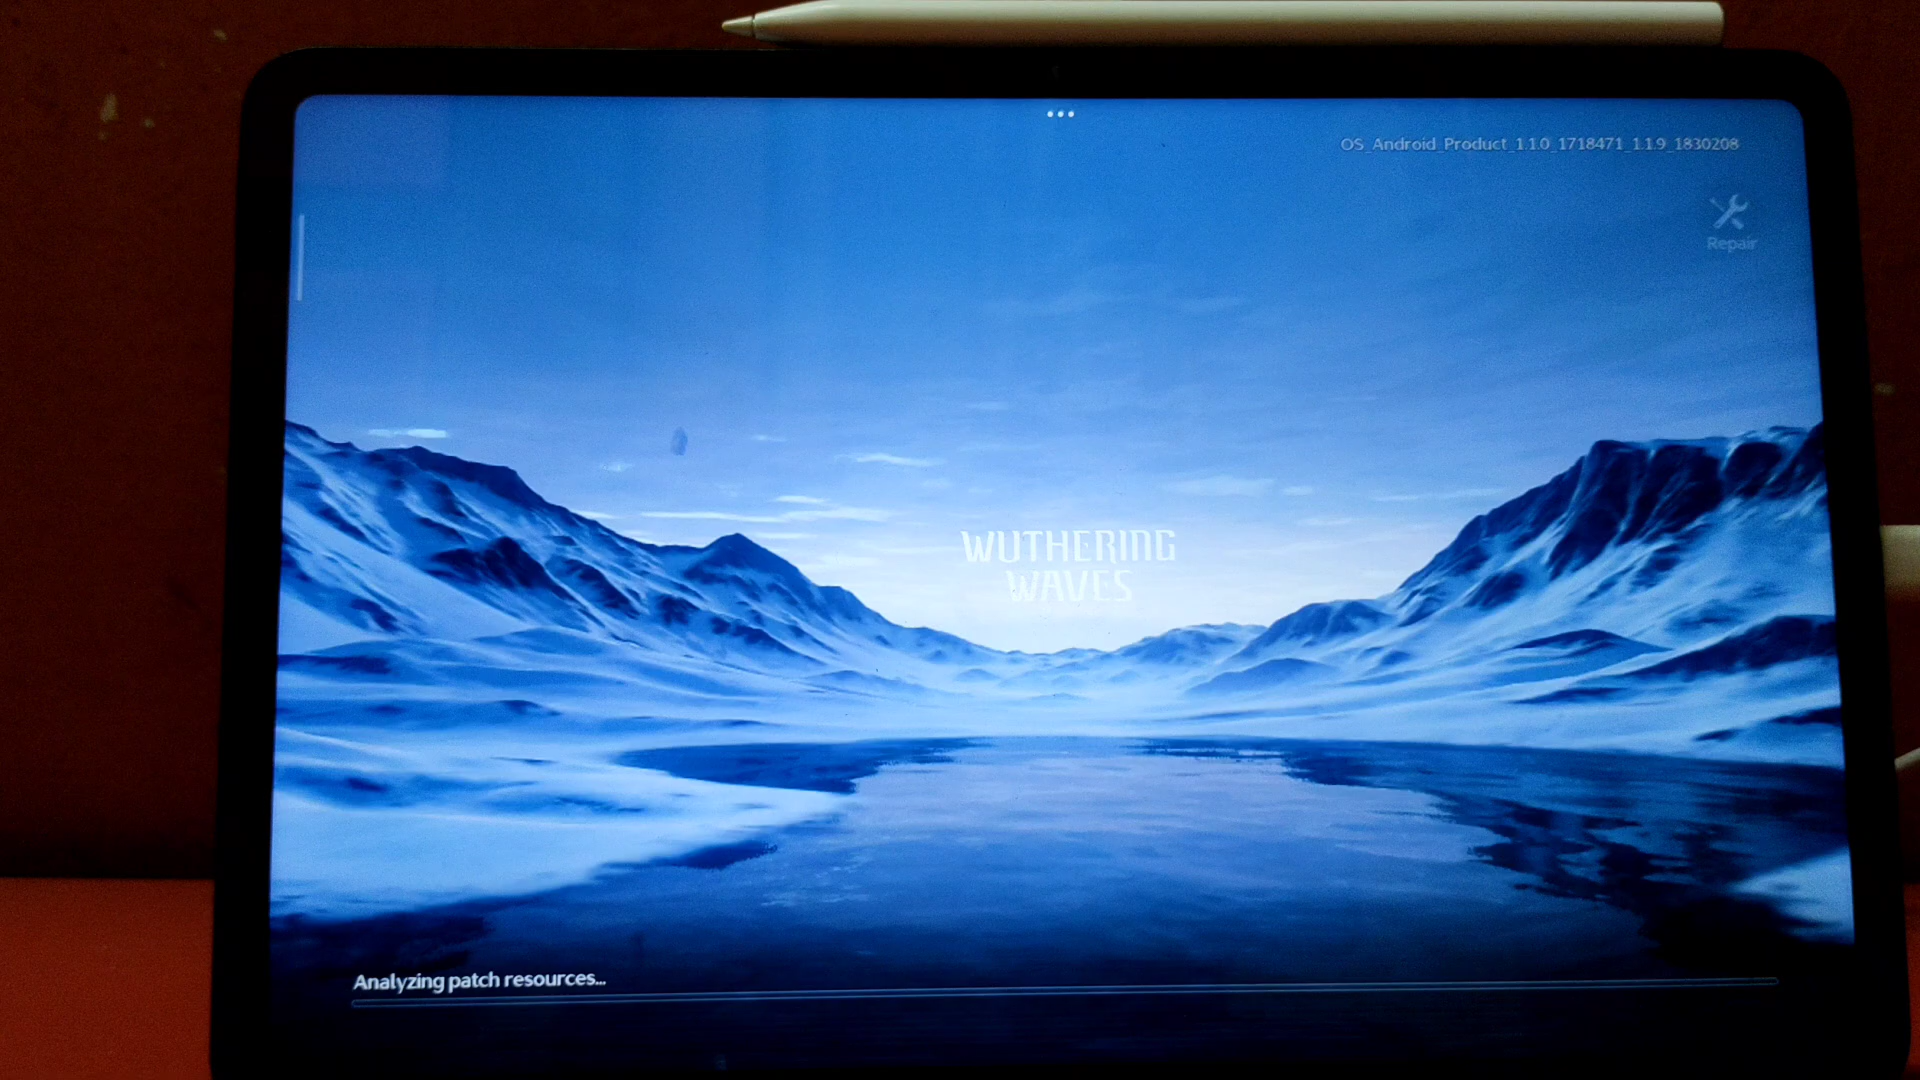 OS_Android_Product_1.1.0_1718471_1.1.9_1830208
Repair
WUTHERING
WAVES
Analyzing patch resources...